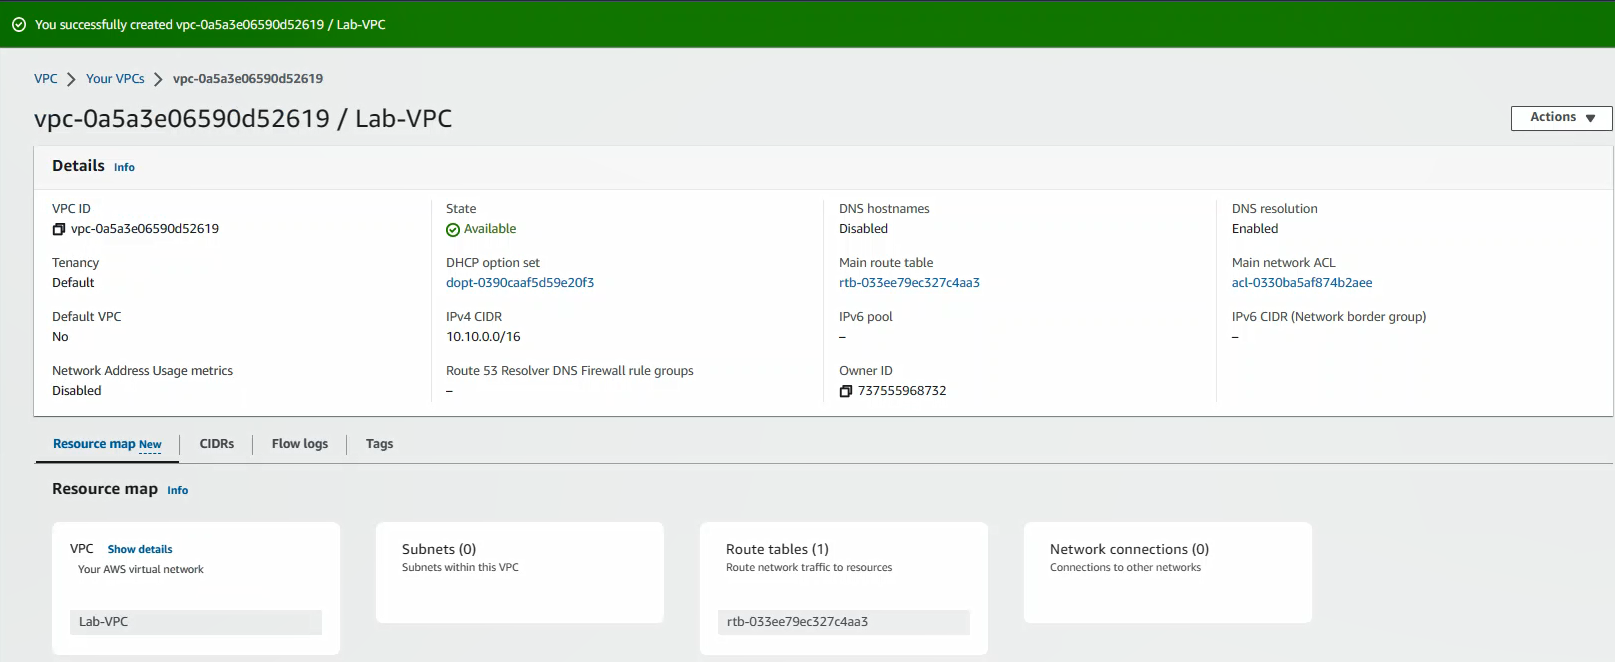 You successfully created vpc-0a5a3e06590d52619 / Lab-VPC
VPC > Your VPCs > vpc-0a5a3e06590d52619
vpc-0a5a3e06590d52619 / Lab-VPC
Actions
Details Info
VPC ID
vpc-0a5a3e06590d52619
State
Available
DNS hostnames
Disabled
DNS resolution
Enabled
Tenancy
Default
DHCP option set
dopt-0390caaf5d59e20f3
Main route table
rtb-033ee79ec327c4aa3
Main network ACL
acl-0330ba5af874b2aee
Default VPC
No
IPv4 CIDR
10.10.0.0/16
IPv6 pool
–
IPv6 CIDR (Network border group)
–
Network Address Usage metrics
Disabled
Route 53 Resolver DNS Firewall rule groups
–
Owner ID
737555968732
Resource map New
CIDRs
Flow logs
Tags
Resource map Info
VPC Show details
Your AWS virtual network
Lab-VPC
Subnets (0)
Subnets within this VPC
Route tables (1)
Route network traffic to resources
rtb-033ee79ec327c4aa3
Network connections (0)
Connections to other networks